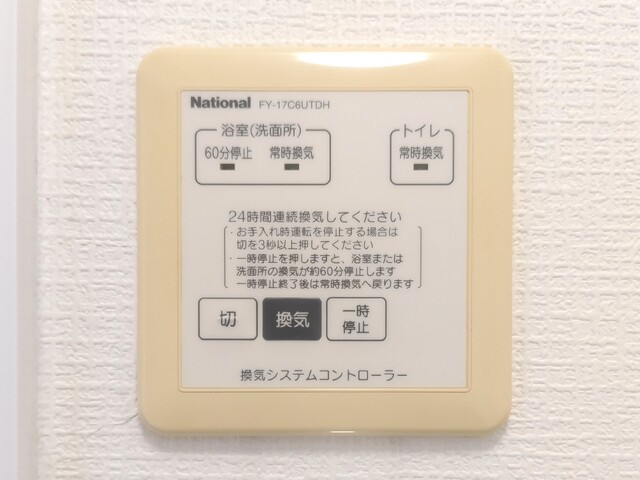 National FY-17C6UTDH
浴室(洗面所) トイレ
60分停止 常時換気 常時換気
24時間連続換気してください
・お手入れ時運転を停止する場合は
切を3秒以上押してください
・一時停止を押しますと、浴室または
洗面所の換気が約60分停止します
一時停止終了後は常時換気へ戻ります
切 換気 一時
停止
換気システムコントローラー